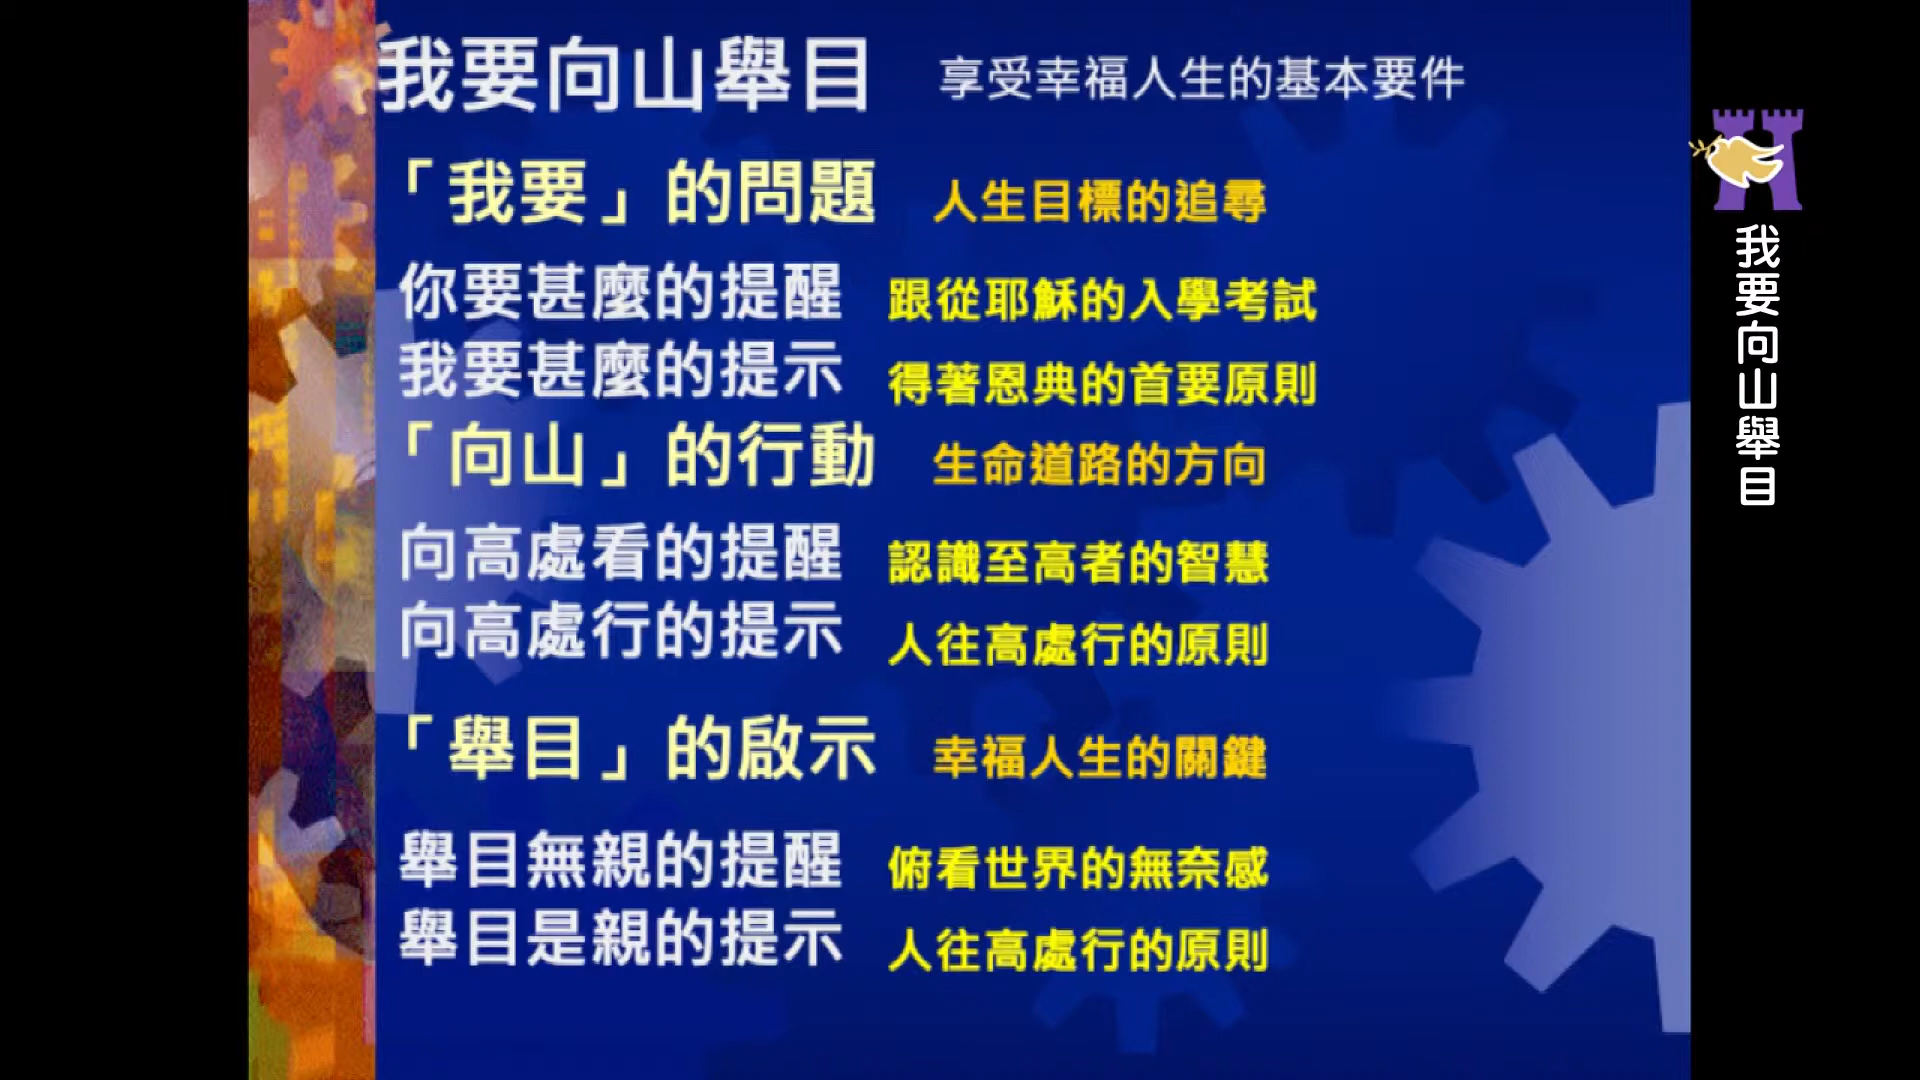 我要向山舉目 享受幸福人生的基本要件
「我要」的問題 人生目標的追尋
你要甚麼的提醒 跟從耶穌的入學考試
我要甚麼的提示 得著恩典的首要原則
「向山」的行動 生命道路的方向
向高處看的提醒 認識至高者的智慧
向高處行的提示 人往高處行的原則
「舉目」的啟示 幸福人生的關鍵
舉目無親的提醒 俯看世界的無奈感
舉目是親的提示 人往高處行的原則
我要向山舉目